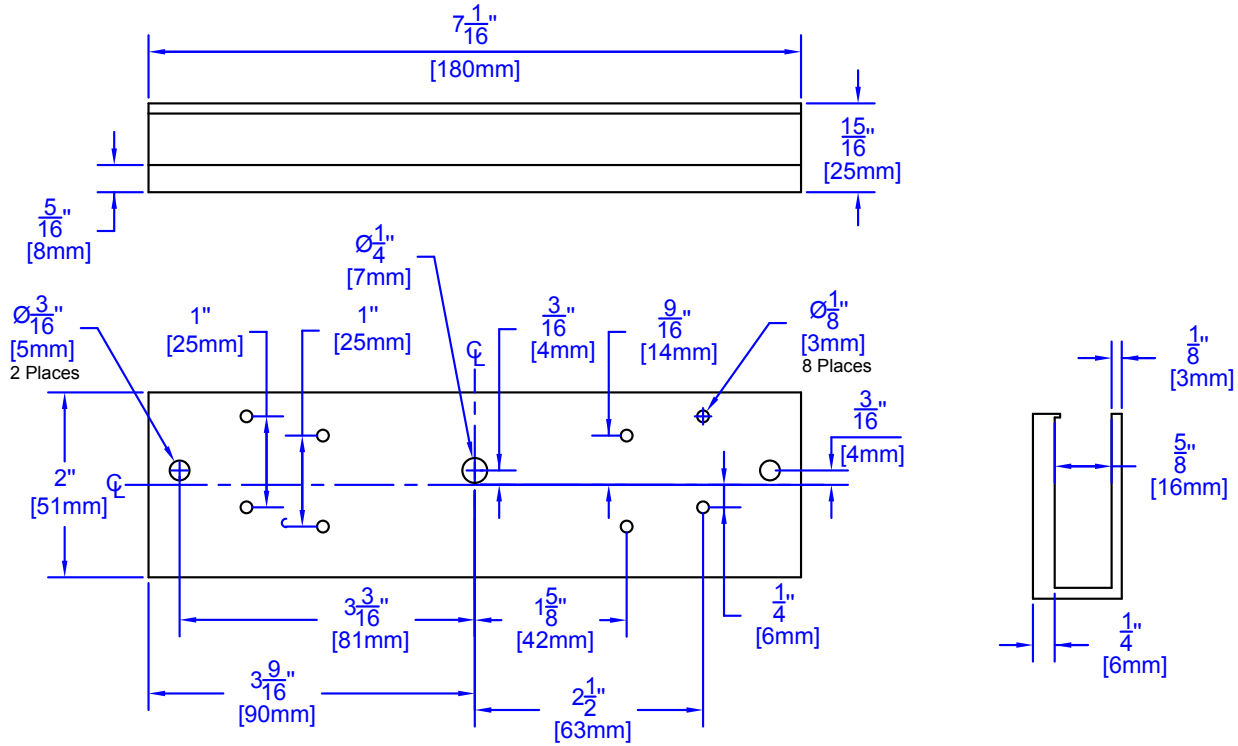 7 1/16"
[180mm]
15/16"
[25mm]
5/16"
[8mm]
Ø1/4"
[7mm]
Ø3/16"
[5mm]
2 Places
1"
[25mm]
1"
[25mm]
3/16"
[4mm]
9/16"
[14mm]
Ø1/8"
[3mm]
8 Places
1/8"
[3mm]
℄
3/16"
[4mm]
2"
[51mm]
℄
5/8"
[16mm]
3 3/16"
[81mm]
1 5/8"
[42mm]
1/4"
[6mm]
1/4"
[6mm]
3 9/16"
[90mm]
2 1/2"
[63mm]